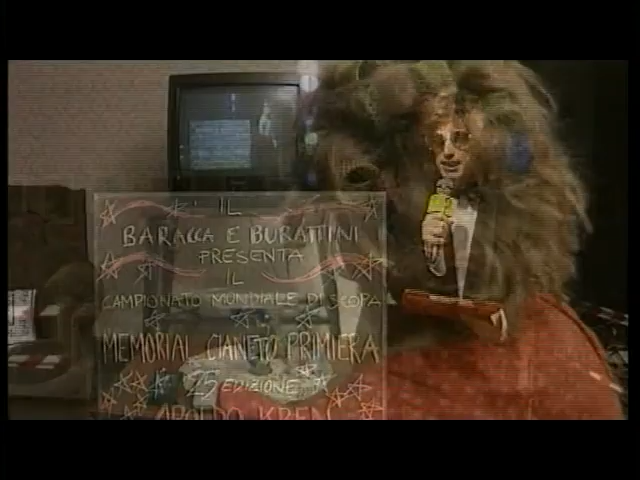 IL
BARACCA E BURATTINI
PRESENTA
IL
CAMPIONATO MONDIALE DI SCOPA
MEMORIAL CIANETO PRIMIERA
25 EDIZIONE